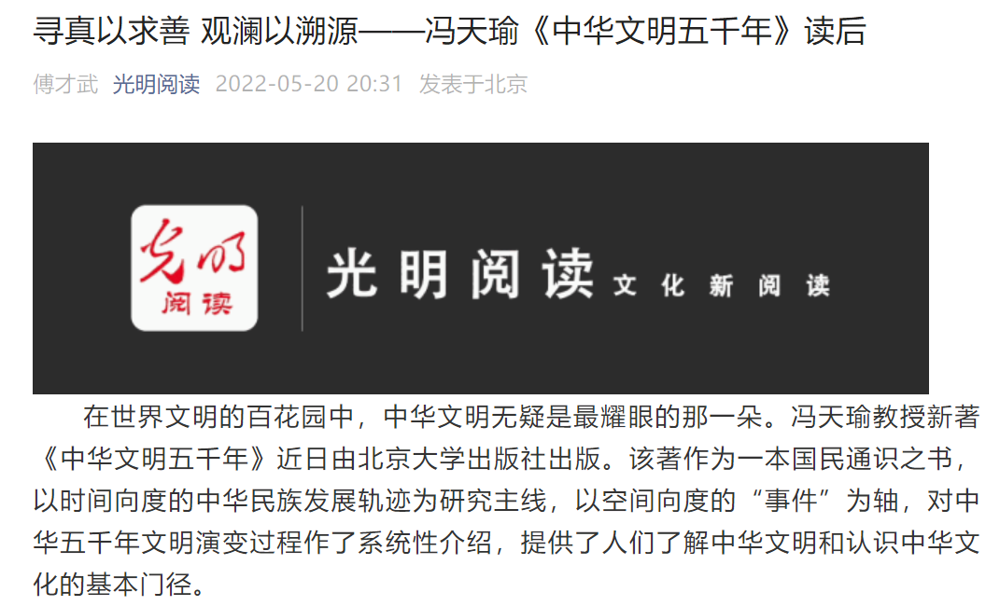 寻真以求善 观澜以溯源——冯天瑜《中华文明五千年》读后
傅才武 光明阅读 2022-05-20 20:31 发表于北京
光明
阅读
光明阅读 文化新阅读
在世界文明的百花园中，中华文明无疑是最耀眼的那一朵。冯天瑜教授新著
《中华文明五千年》近日由北京大学出版社出版。该著作为一本国民通识之书，
以时间向度的中华民族发展轨迹为研究主线，以空间向度的“事件”为轴，对中
华五千年文明演变过程作了系统性介绍，提供了人们了解中华文明和认识中华文
化的基本门径。